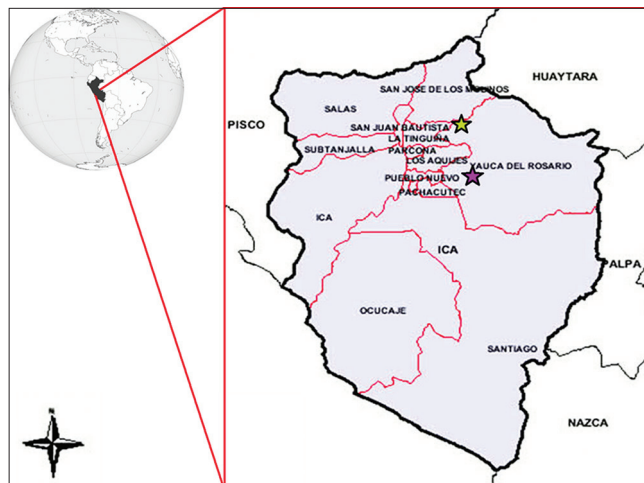 SAN JOSE DE LOS MOLINOS
HUAYTARA
SALAS
PISCO
SAN JUAN BAUTISTA
LA TINGUIÑA
SUBTANJALLA
PARCONA
LOS AQUIJES
YAUCA DEL ROSARIO
PUEBLO NUEVO
PACHACUTEC
ICA
ICA
ALPA
OCUCAJE
SANTIAGO
NAZCA
N